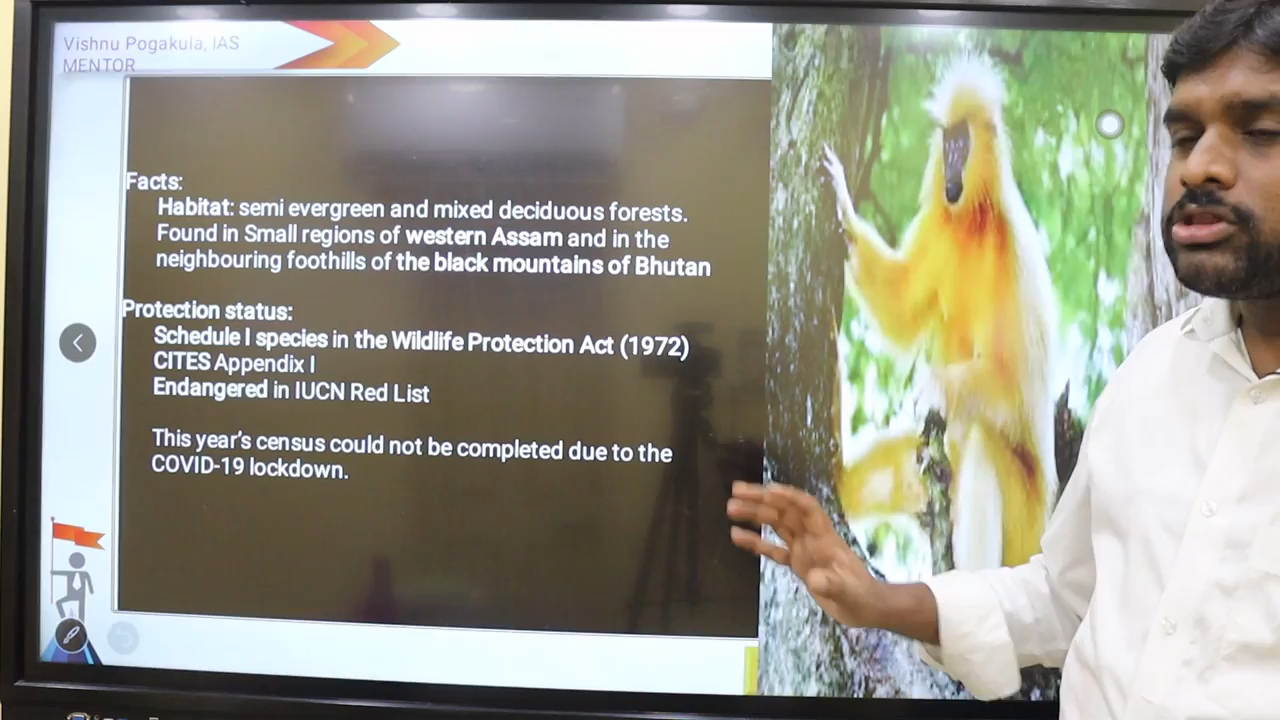 Vishnu Pogakula, IAS
MENTOR
Facts:
Habitat: semi evergreen and mixed deciduous forests.
Found in Small regions of western Assam and in the
neighbouring foothills of the black mountains of Bhutan
Protection status:
Schedule I species in the Wildlife Protection Act (1972)
CITES Appendix I
Endangered in IUCN Red List
This year's census could not be completed due to the
COVID-19 lockdown.